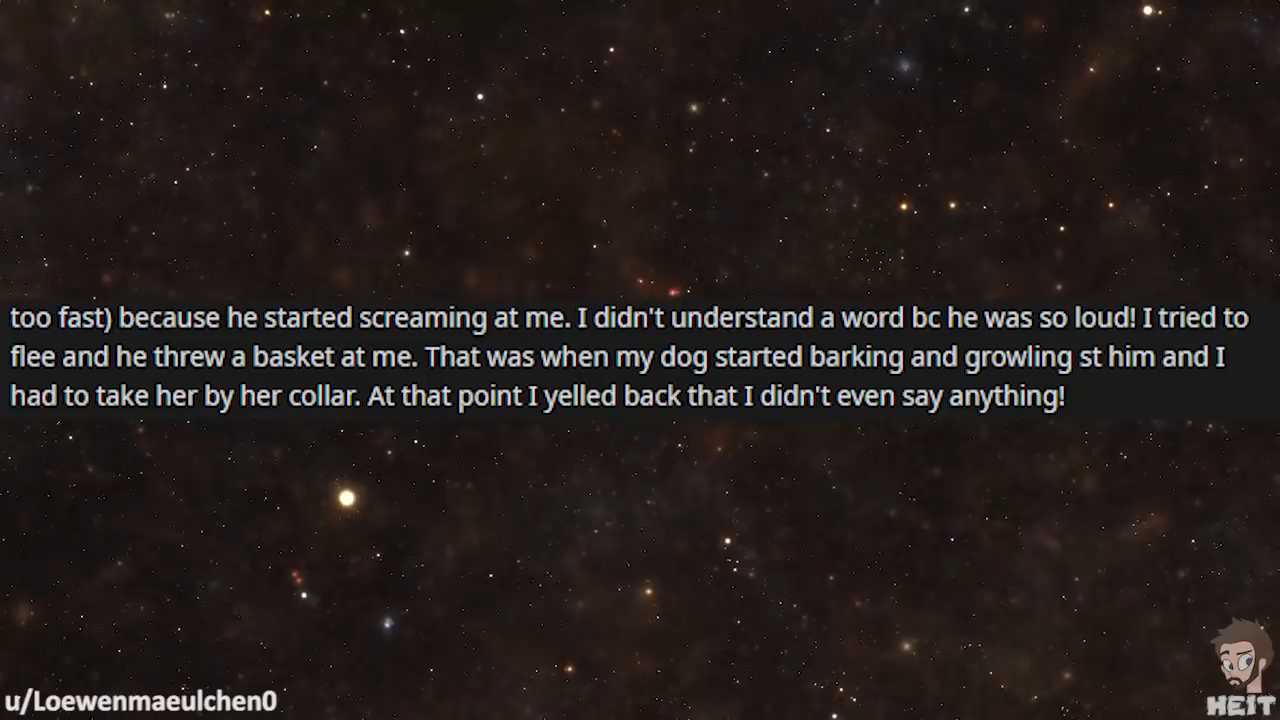 too fast) because he started screaming at me. I didn't understand a word bc he was so loud! I tried to
flee and he threw a basket at me. That was when my dog started barking and growling st him and I
had to take her by her collar. At that point I yelled back that I didn't even say anything!
u/Loewenmaeulchen0
HEIT